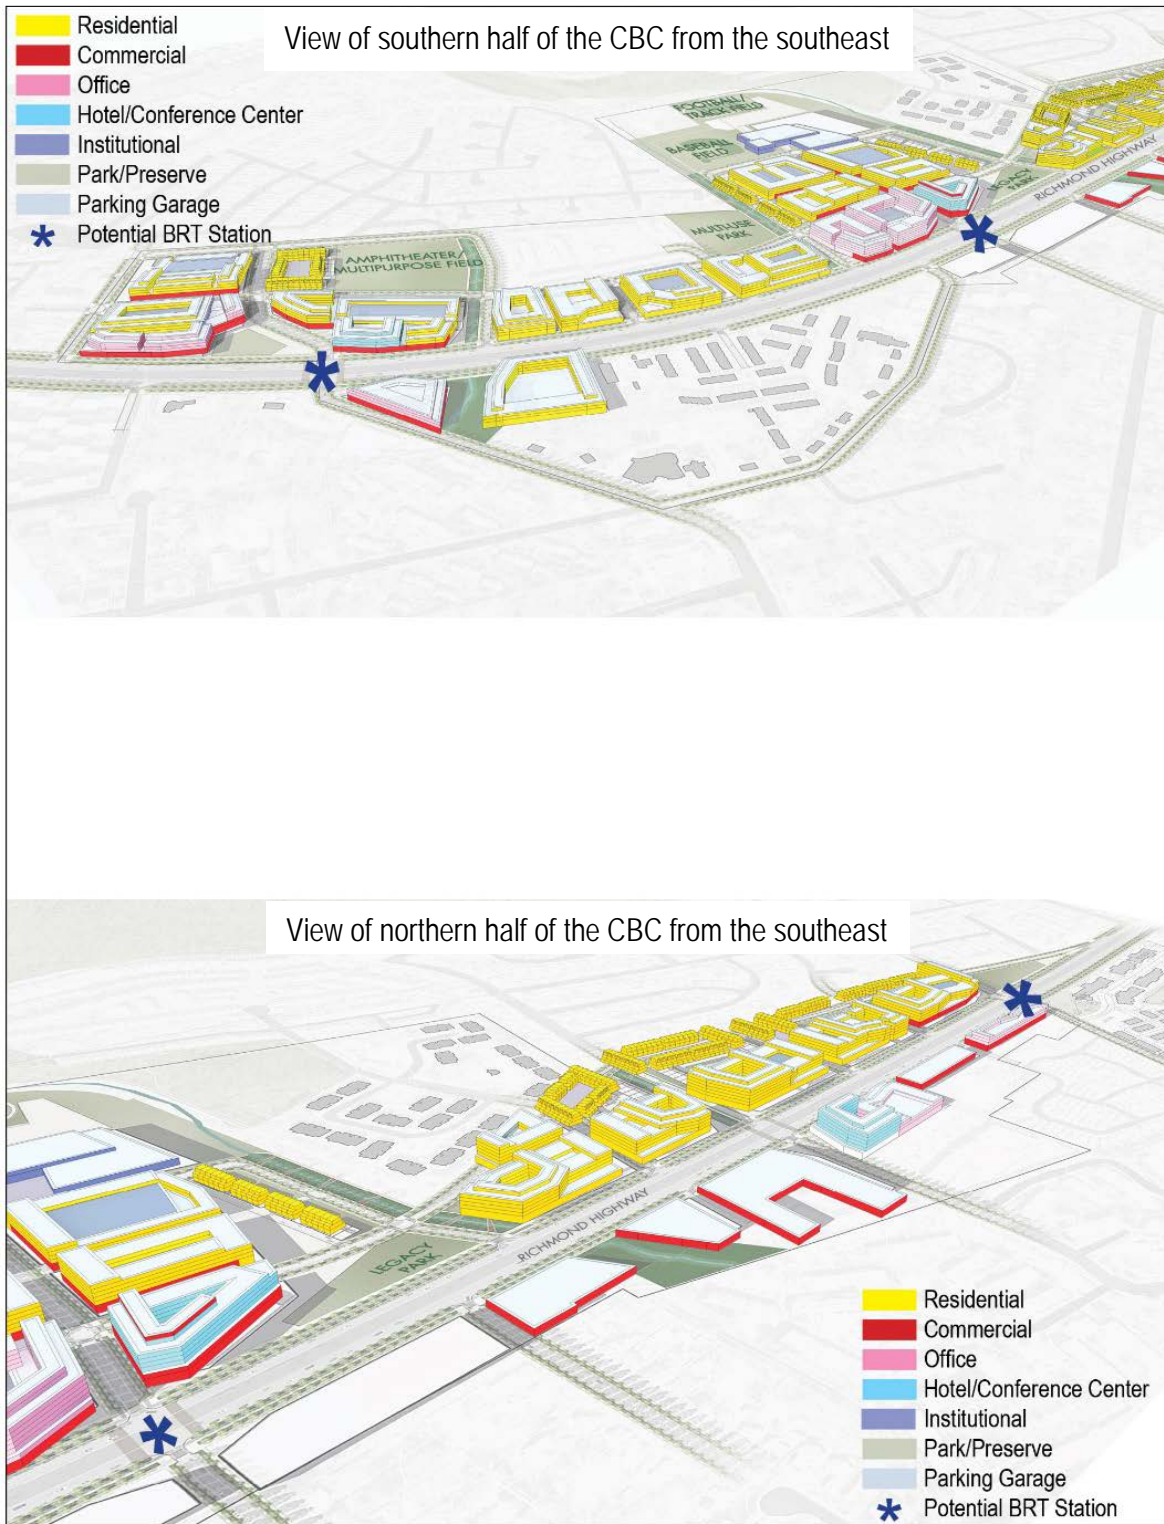 View of southern half of the CBC from the southeast
Residential
Commercial
Office
Hotel/Conference Center
Institutional
Park/Preserve
Parking Garage
Potential BRT Station
FOOTBALL/
TRACK FIELD
BASEBALL
FIELD
LEGACY
PARK
RICHMOND HIGHWAY
MULTIUSE
PARK
AMPHITHEATER/
MULTIPURPOSE FIELD
View of northern half of the CBC from the southeast
RICHMOND HIGHWAY
LEGACY
PARK
Residential
Commercial
Office
Hotel/Conference Center
Institutional
Park/Preserve
Parking Garage
Potential BRT Station